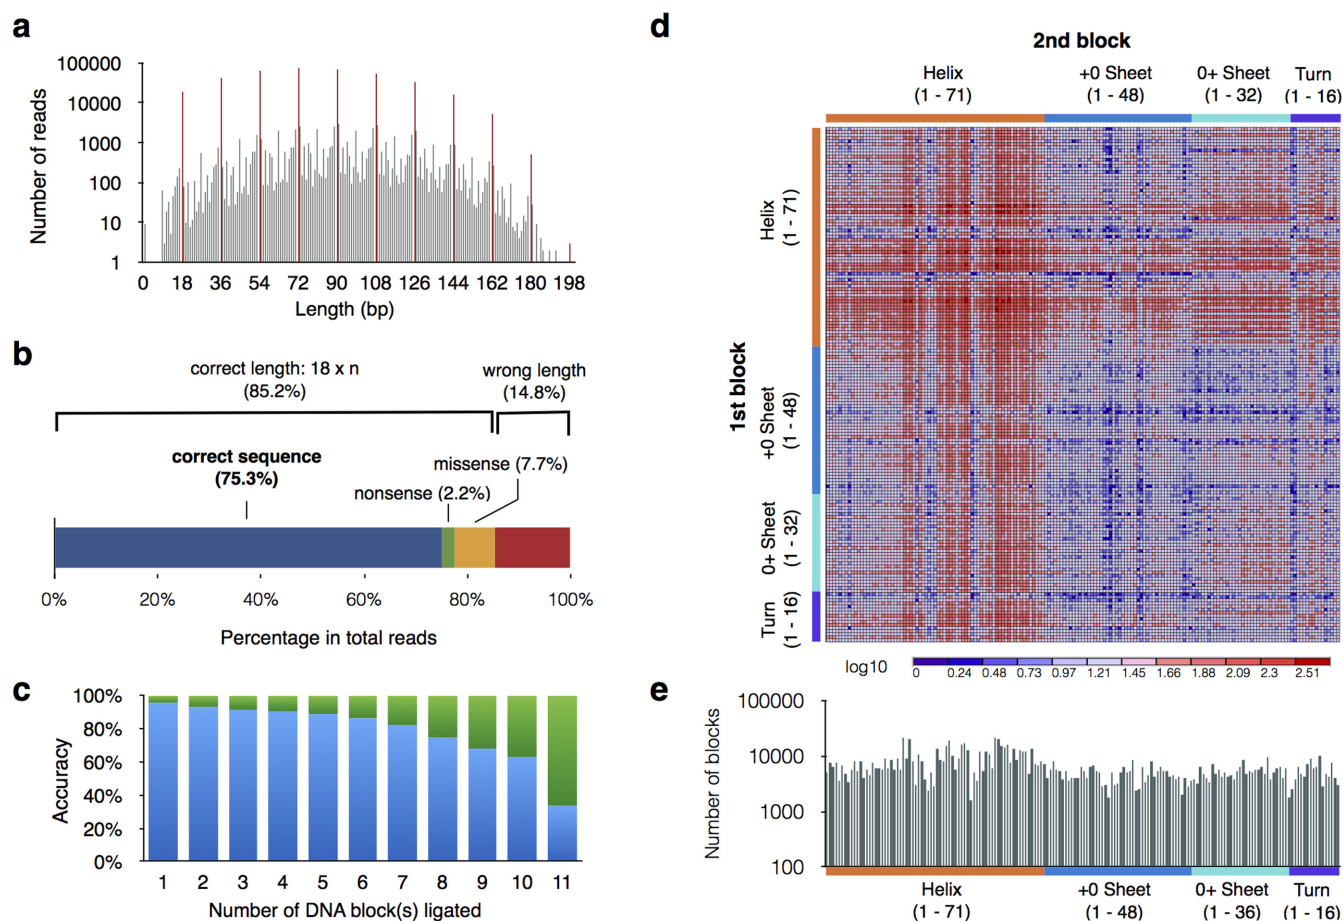 a
Number of reads
100000
10000
1000
100
10
1
0 18 36 54 72 90 108 126 144 162 180 198
Length (bp)
b
correct length: 18 x n
(85.2%)
wrong length
(14.8%)
correct sequence
(75.3%)
missense (7.7%)
nonsense (2.2%)
0% 20% 40% 60% 80% 100%
Percentage in total reads
c
Accuracy
100%
80%
60%
40%
20%
0%
1 2 3 4 5 6 7 8 9 10 11
Number of DNA block(s) ligated
d
2nd block
Helix
(1 - 71)
+0 Sheet
(1 - 48)
0+ Sheet
(1 - 32)
Turn
(1 - 16)
1st block
Helix
(1 - 71)
+0 Sheet
(1 - 48)
0+ Sheet
(1 - 32)
Turn
(1 - 16)
log10
0 0.24 0.48 0.73 0.97 1.21 1.45 1.66 1.88 2.09 2.3 2.51
e
Number of blocks
100000
10000
1000
100
Helix
(1 - 71)
+0 Sheet
(1 - 48)
0+ Sheet
(1 - 36)
Turn
(1 - 16)